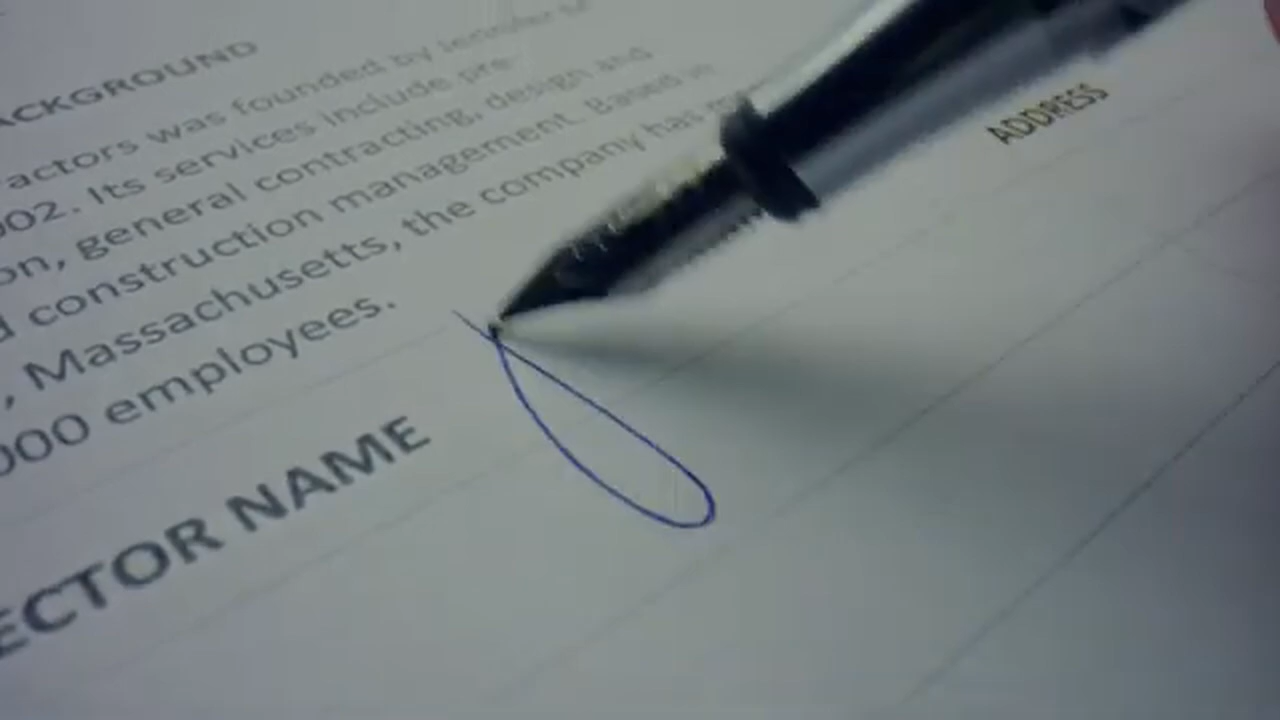 ACKGROUND
actors was founded by Jennifer
002. Its services include pre-
on, general contracting, design and
d construction management. Based in
, Massachusetts, the company has
000 employees.
ECTOR NAME
ADDRESS